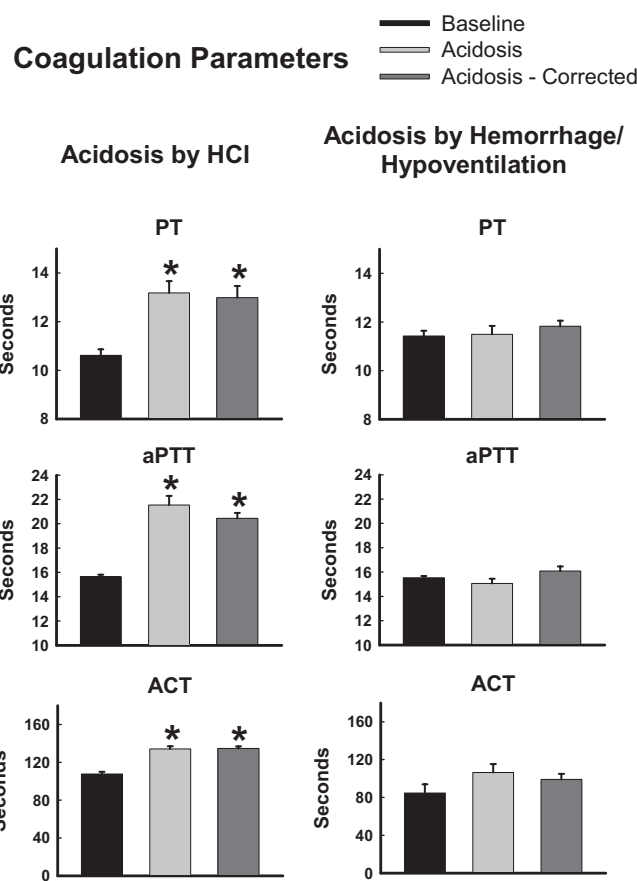 Coagulation Parameters
Baseline
Acidosis
Acidosis - Corrected
Acidosis by HCl
Acidosis by Hemorrhage/
Hypoventilation
PT
Seconds
14
12
10
8
*
*
PT
Seconds
14
12
10
8
aPTT
Seconds
24
22
20
18
16
14
12
10
*
*
aPTT
Seconds
24
22
20
18
16
14
12
10
ACT
Seconds
160
120
80
40
0
*
*
ACT
Seconds
160
120
80
40
0